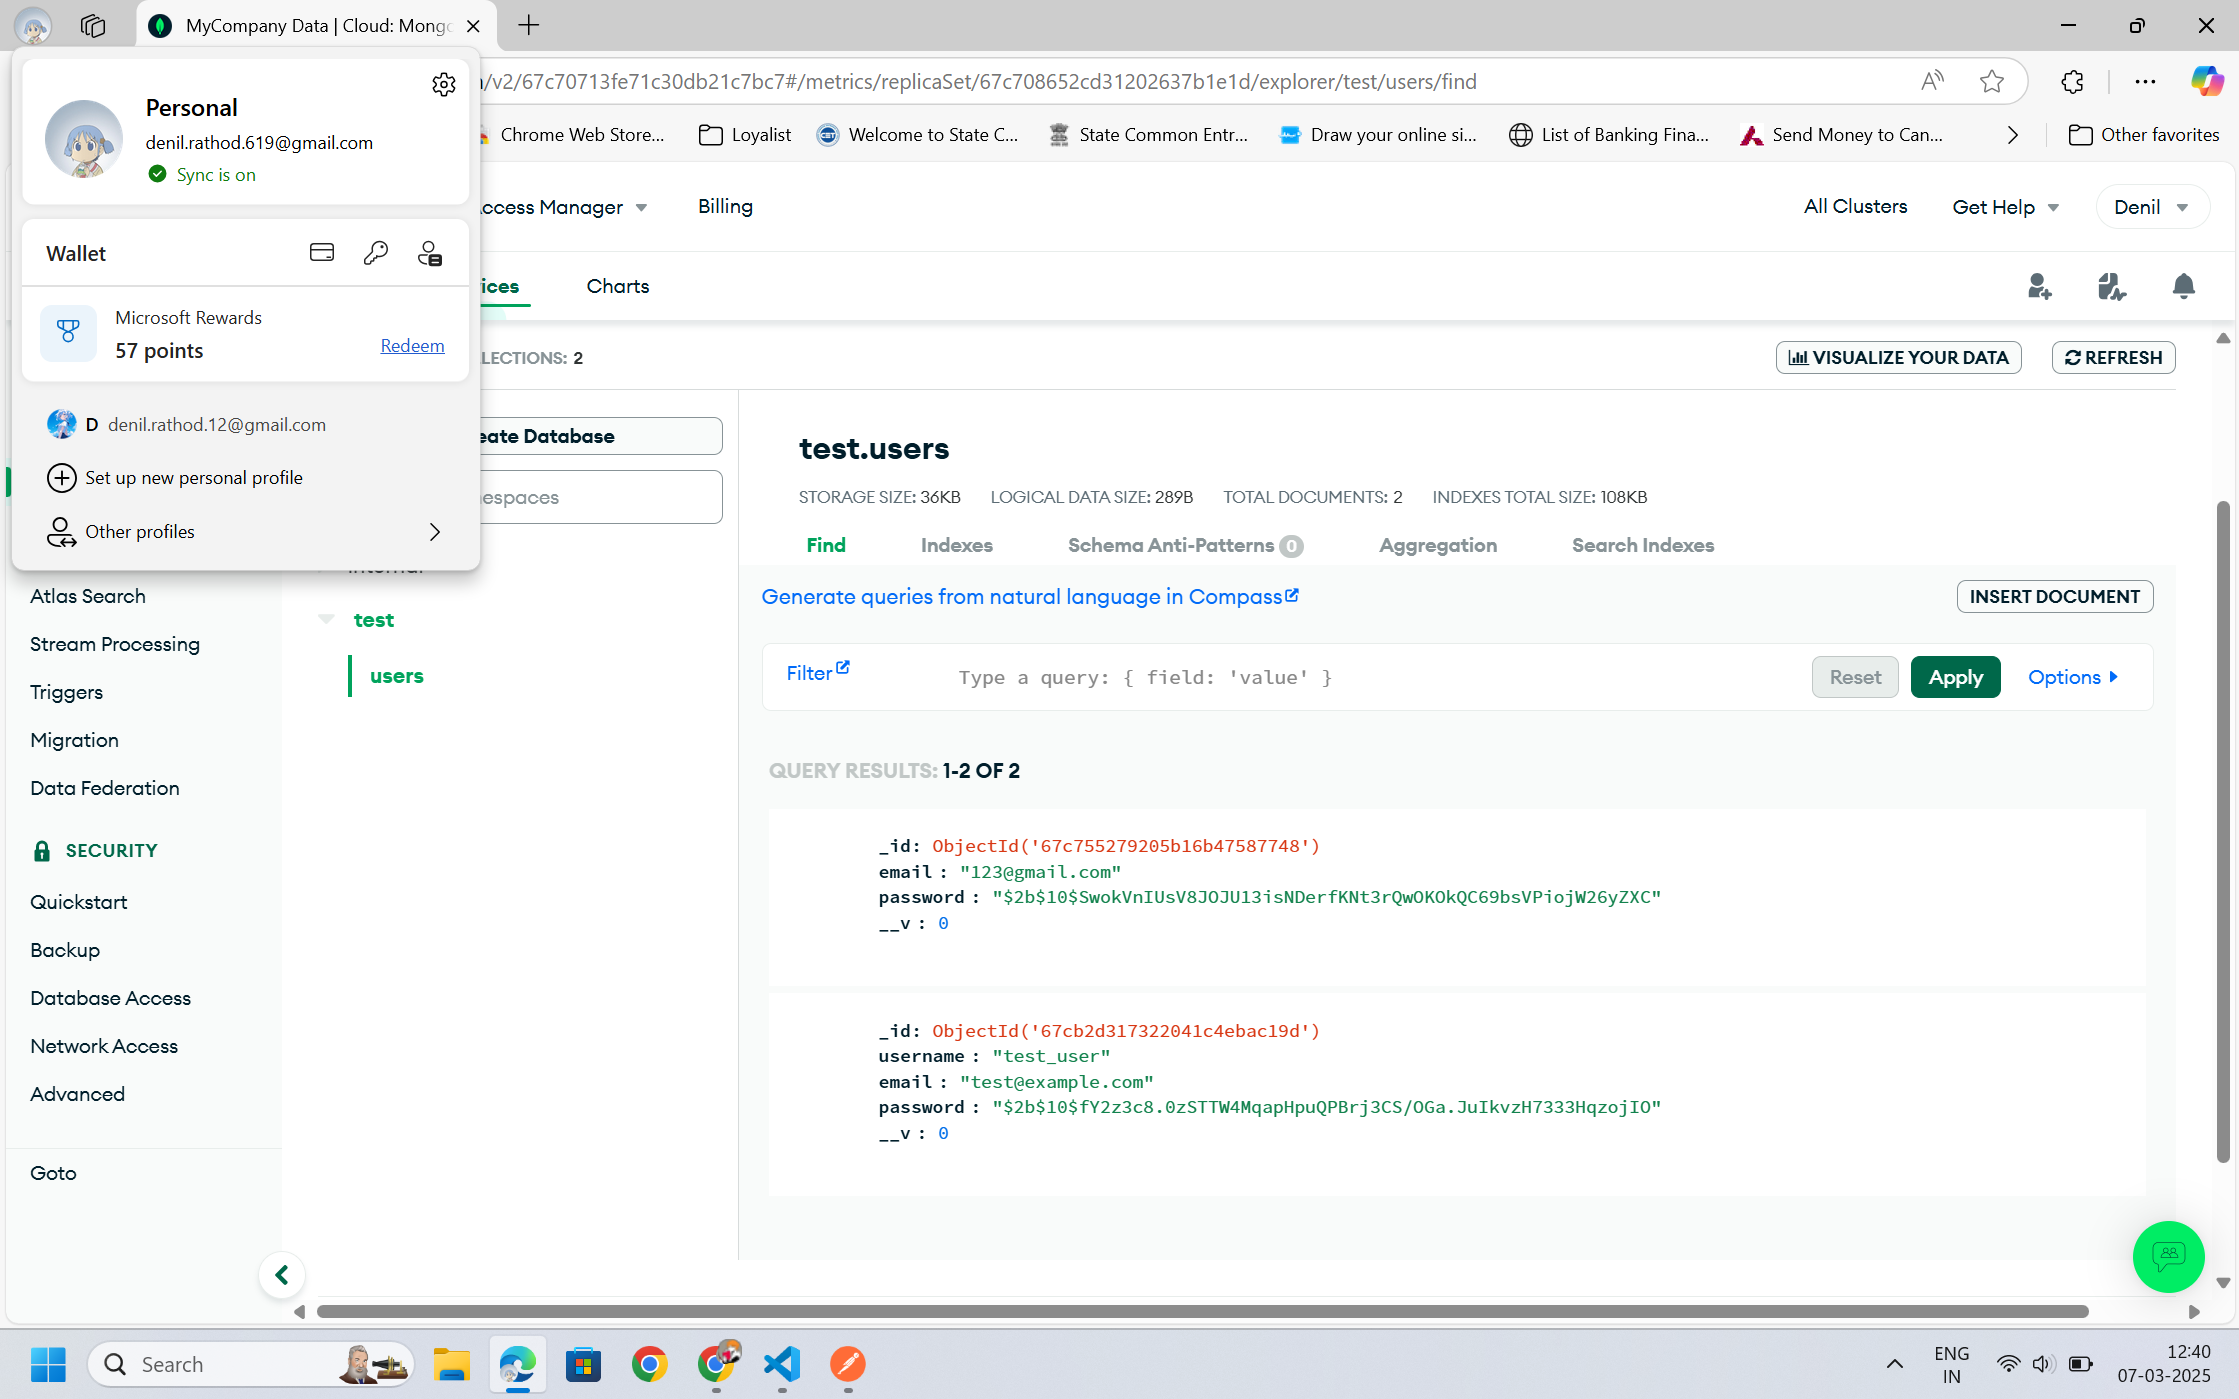 MyCompany Data | Cloud: Mong
/v2/67c70713fe71c30db21c7bc7#/metrics/replicaSet/67c708652cd31202637b1e1d/explorer/test/users/find
Personal
denil.rathod.619@gmail.com
Sync is on
Chrome Web Store...
Loyalist
Welcome to State C...
State Common Entr...
Draw your online si...
List of Banking Fina...
Send Money to Can...
Other favorites
ccess Manager
Billing
All Clusters
Get Help
Denil
Wallet
Microsoft Rewards
57 points
Redeem
ices
Charts
LECTIONS: 2
VISUALIZE YOUR DATA
REFRESH
D denil.rathod.12@gmail.com
Set up new personal profile
Other profiles
eate Database
espaces
test.users
STORAGE SIZE: 36KB
LOGICAL DATA SIZE: 289B
TOTAL DOCUMENTS: 2
INDEXES TOTAL SIZE: 108KB
Find
Indexes
Schema Anti-Patterns 0
Aggregation
Search Indexes
Generate queries from natural language in Compass
INSERT DOCUMENT
Filter
Type a query: { field: 'value' }
Reset
Apply
Options
Atlas Search
Stream Processing
Triggers
Migration
Data Federation
SECURITY
Quickstart
Backup
Database Access
Network Access
Advanced
Goto
test
users
QUERY RESULTS: 1-2 OF 2
_id: ObjectId('67c755279205b16b47587748')
email : "123@gmail.com"
password : "$2b$10$SwokVnIUsV8JOJU13isNDerfKNt3rQwOKOkQC69bsVPiojW26yZXC"
__v : 0
_id: ObjectId('67cb2d317322041c4ebac19d')
username : "test_user"
email : "test@example.com"
password : "$2b$10$fY2z3c8.0zSTTW4MqapHpuQPBrj3CS/OGa.JuIkvzH7333HqzojIO"
__v : 0
Search
ENG
IN
12:40
07-03-2025